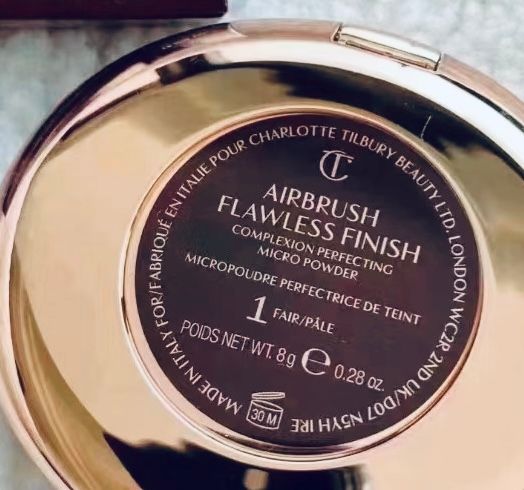 MADE IN ITALY FOR/FABRIQUÉ EN ITALIE POUR CHARLOTTE TILBURY BEAUTY LTD. LONDON WC2R 2ND UK/D07 N5YH IRE
CT
AIRBRUSH
FLAWLESS FINISH
COMPLEXION PERFECTING
MICRO POWDER
MICROPOUDRE PERFECTRICE DE TEINT
1 FAIR/PÂLE
POIDS NET WT. 8g e 0.28 oz.
30 M